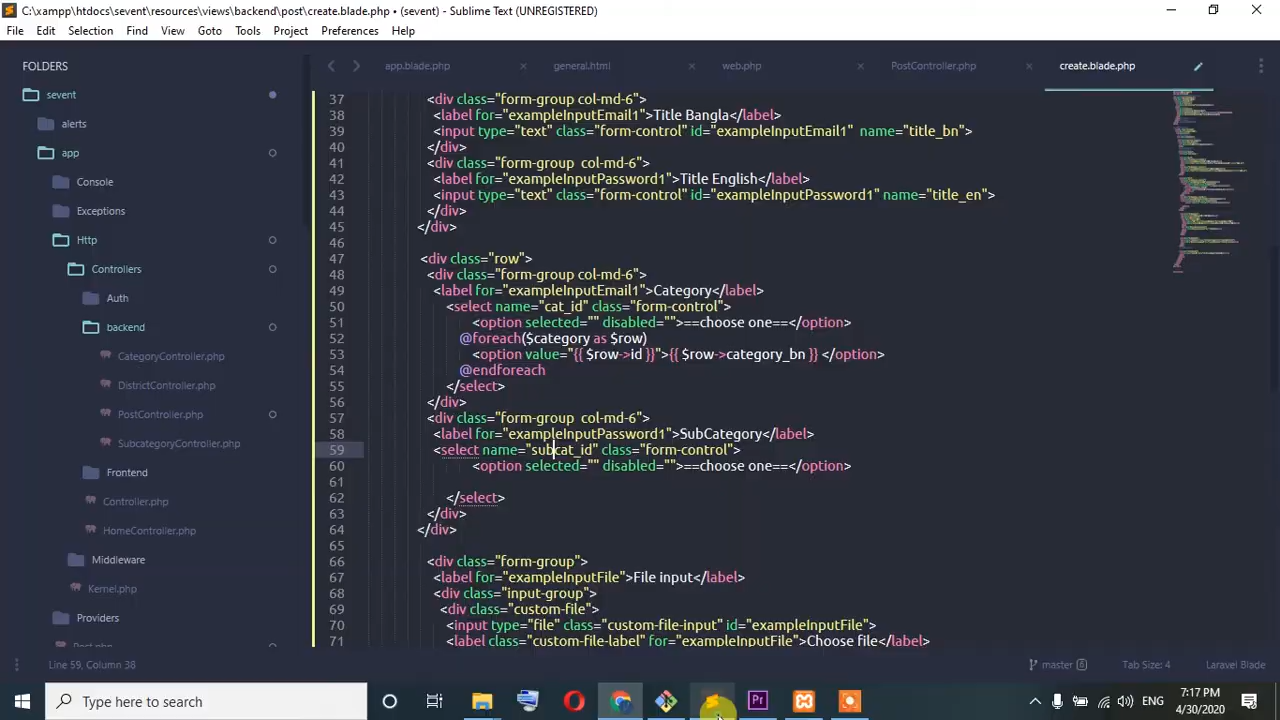 C:\xampp\htdocs\sevent\resources\views\backend\post\create.blade.php • (sevent) - Sublime Text (UNREGISTERED)
File Edit Selection Find View Goto Tools Project Preferences Help
FOLDERS
sevent
alerts
app
Console
Exceptions
Http
Controllers
Auth
backend
CategoryController.php
DistrictController.php
PostController.php
SubcategoryController.php
Frontend
Controller.php
HomeController.php
Middleware
Kernel.php
Providers
Post.php
app.blade.php general.html web.php PostController.php create.blade.php
37 <div class="form-group col-md-6">
38 <label for="exampleInputEmail1">Title Bangla</label>
39 <input type="text" class="form-control" id="exampleInputEmail1" name="title_bn">
40 </div>
41 <div class="form-group col-md-6">
42 <label for="exampleInputPassword1">Title English</label>
43 <input type="text" class="form-control" id="exampleInputPassword1" name="title_en">
44 </div>
45 </div>
46
47 <div class="row">
48 <div class="form-group col-md-6">
49 <label for="exampleInputEmail1">Category</label>
50 <select name="cat_id" class="form-control">
51 <option selected="" disabled="">==choose one==</option>
52 @foreach($category as $row)
53 <option value="{{ $row->id }}">{{ $row->category_bn }} </option>
54 @endforeach
55 </select>
56 </div>
57 <div class="form-group col-md-6">
58 <label for="exampleInputPassword1">SubCategory</label>
59 <select name="subcat_id" class="form-control">
60 <option selected="" disabled="">==choose one==</option>
61
62 </select>
63 </div>
64 </div>
65
66 <div class="form-group">
67 <label for="exampleInputFile">File input</label>
68 <div class="input-group">
69 <div class="custom-file">
70 <input type="file" class="custom-file-input" id="exampleInputFile">
71 <label class="custom-file-label" for="exampleInputFile">Choose file</label>
Line 59, Column 38
master 6 Tab Size: 4 Laravel Blade
Type here to search
Pr
ENG
7:17 PM
4/30/2020